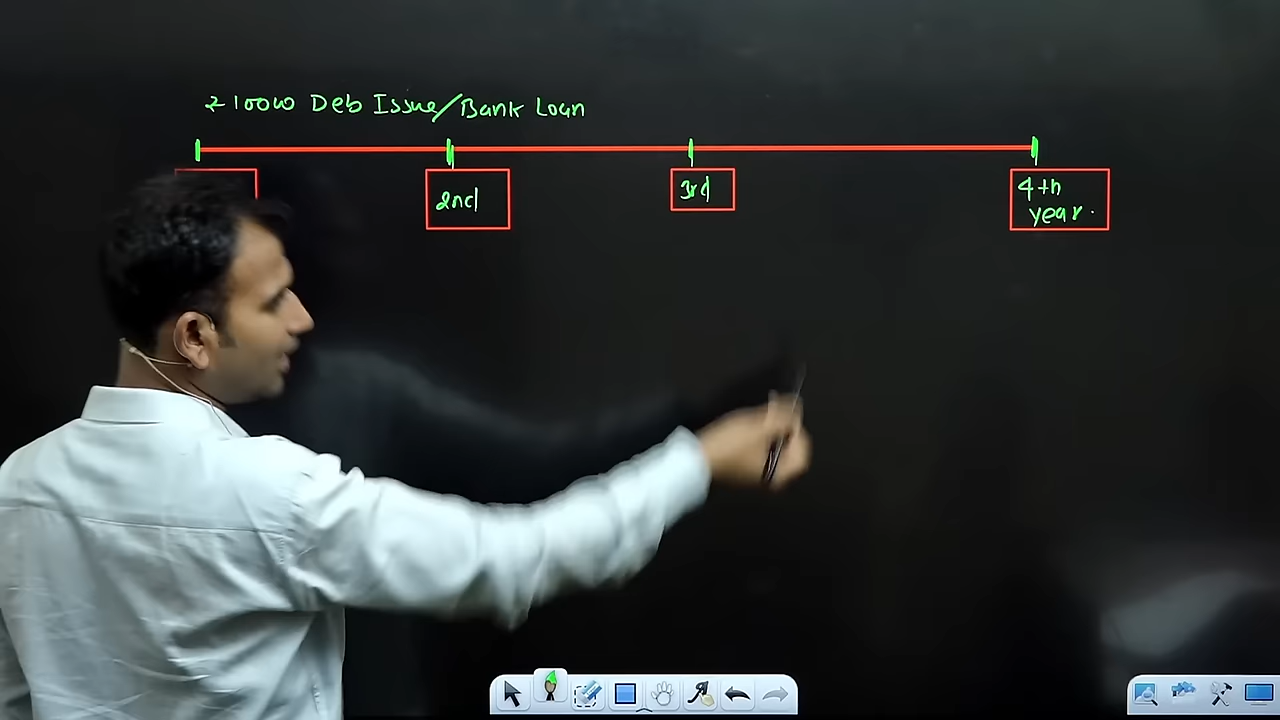 ₹ 10000 Deb Issue/Bank Loan
2nd
3rd
4th
year.